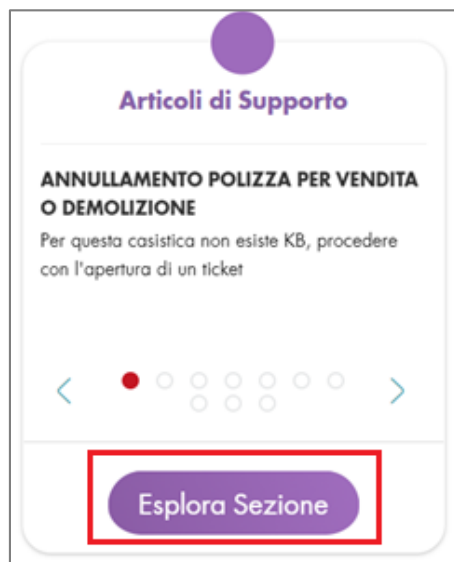 Articoli di Supporto
ANNULLAMENTO POLIZZA PER VENDITA
O DEMOLIZIONE
Per questa casistica non esiste KB, procedere
con l'apertura di un ticket
Esplora Sezione